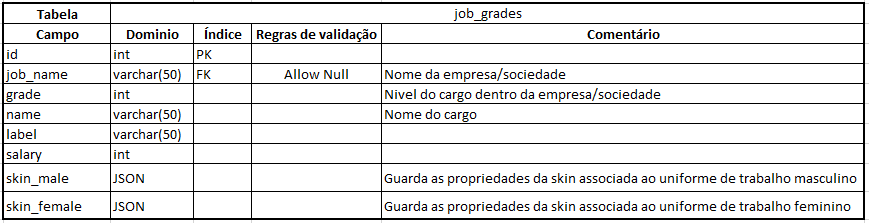 Tabela job_grades
Campo Dominio Índice Regras de validação Comentário
id int PK
job_name varchar(50) FK Allow Null Nome da empresa/sociedade
grade int Nivel do cargo dentro da empresa/sociedade
name varchar(50) Nome do cargo
label varchar(50)
salary int
skin_male JSON Guarda as propriedades da skin associada ao uniforme de trabalho masculino
skin_female JSON Guarda as propriedades da skin associada ao uniforme de trabalho feminino